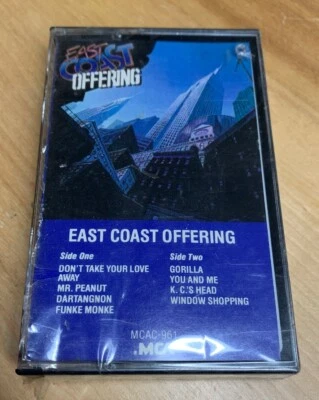 EAST
COAST
OFFERING
EAST COAST OFFERING
Side One
DON'T TAKE YOUR LOVE
AWAY
MR. PEANUT
DARTANGNON
FUNKE MONKE
Side Two
GORILLA
YOU AND ME
K. C.'S HEAD
WINDOW SHOPPING
MCAC-951
.MCA